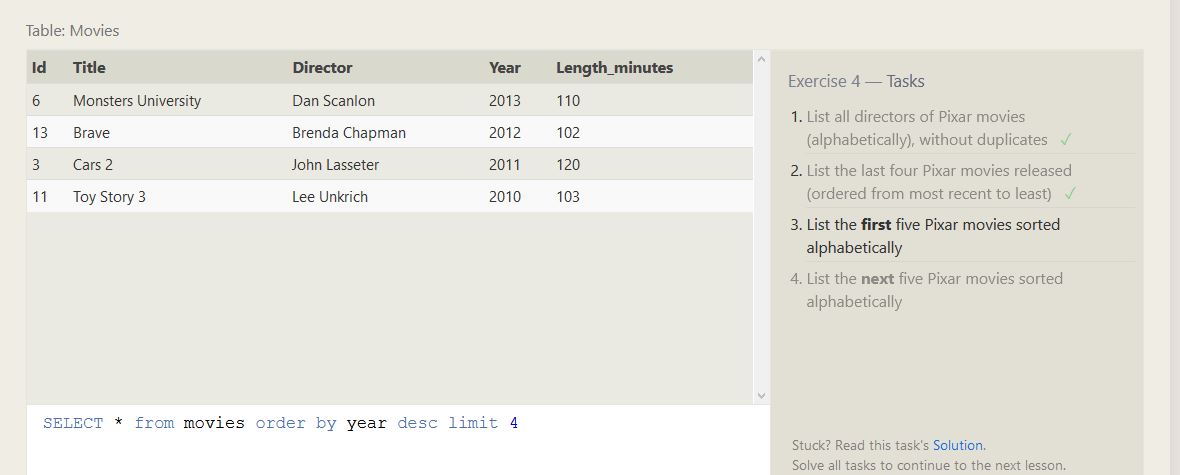 Table: Movies
Id Title Director Year Length_minutes
6 Monsters University Dan Scanlon 2013 110
13 Brave Brenda Chapman 2012 102
3 Cars 2 John Lasseter 2011 120
11 Toy Story 3 Lee Unkrich 2010 103
SELECT * from movies order by year desc limit 4
Exercise 4 — Tasks
1. List all directors of Pixar movies
(alphabetically), without duplicates ✓
2. List the last four Pixar movies released
(ordered from most recent to least) ✓
3. List the first five Pixar movies sorted
alphabetically
4. List the next five Pixar movies sorted
alphabetically
Stuck? Read this task's Solution.
Solve all tasks to continue to the next lesson.